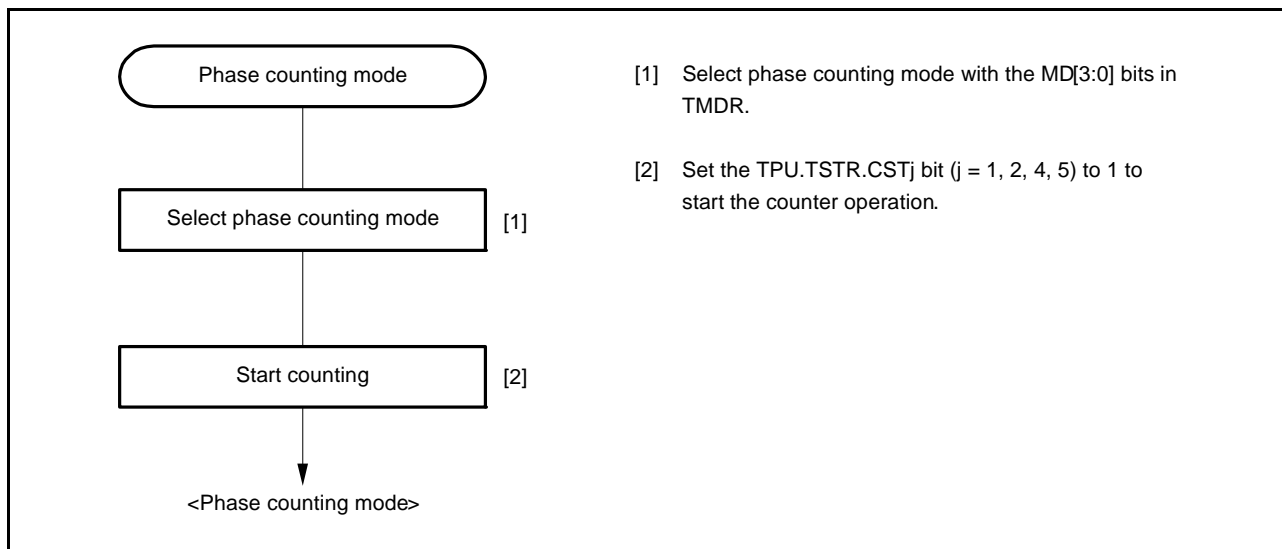 Phase counting mode
Select phase counting mode [1]
Start counting [2]
<Phase counting mode>
[1] Select phase counting mode with the MD[3:0] bits in
TMDR.
[2] Set the TPU.TSTR.CSTj bit (j = 1, 2, 4, 5) to 1 to
start the counter operation.